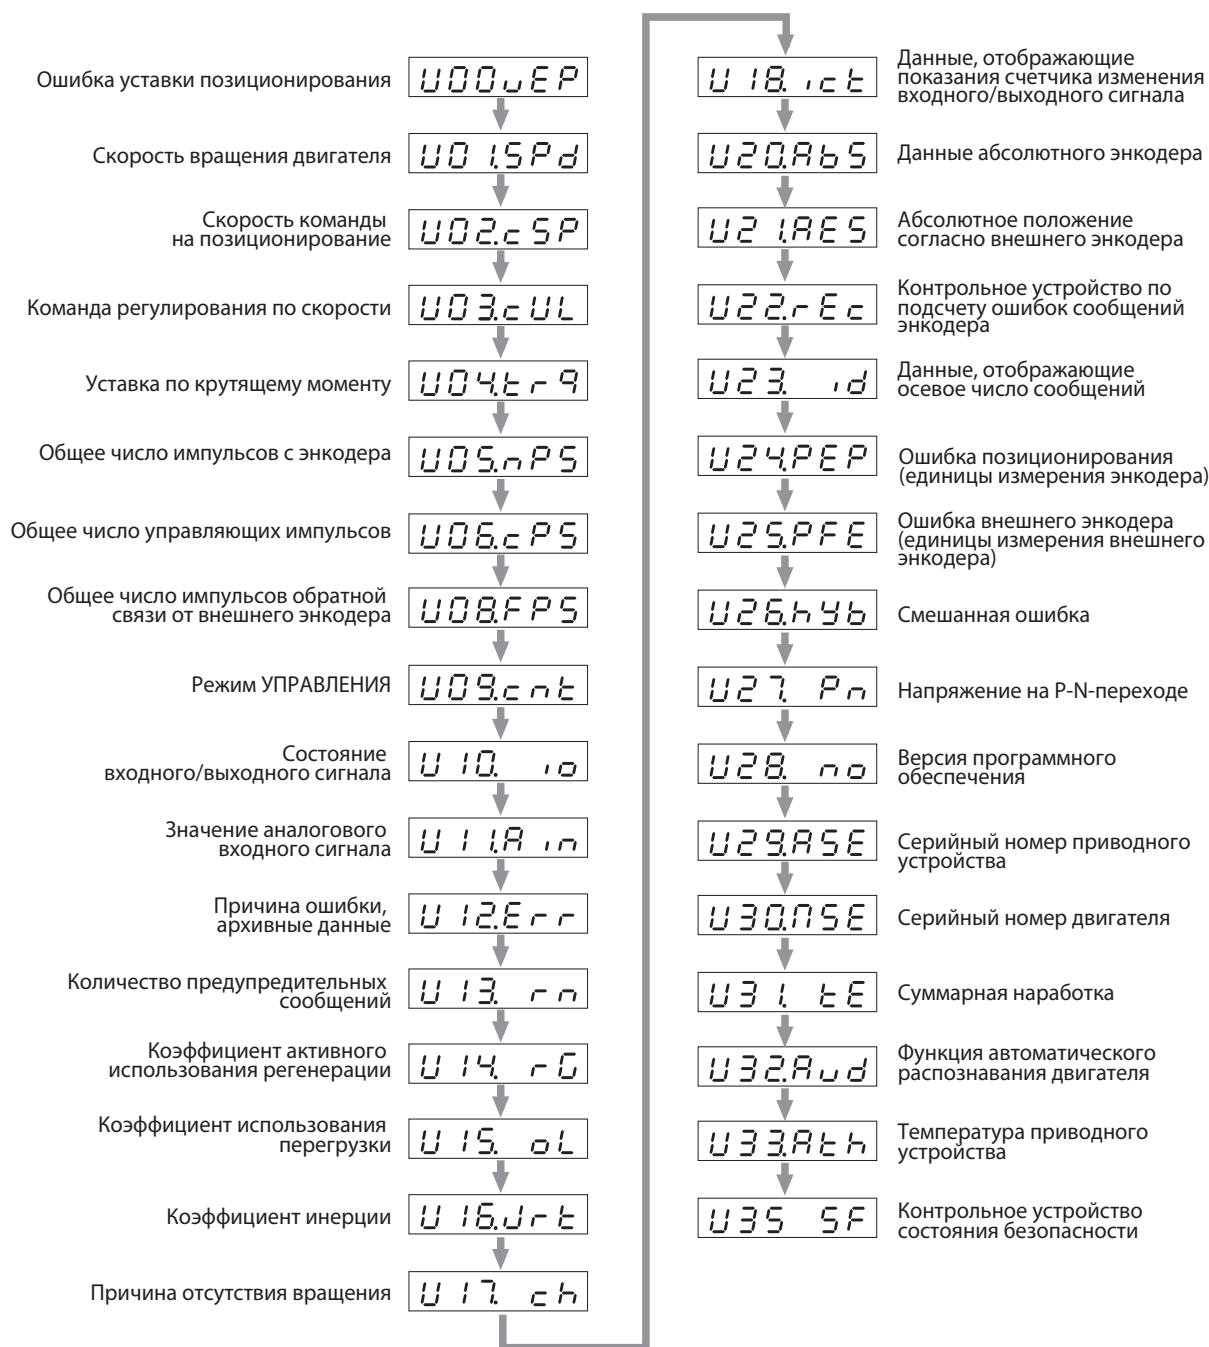 Ошибка уставки позиционирования
U00uEP
Скорость вращения двигателя
U01.SPd
Скорость команды
на позиционирование
U02.cSP
Команда регулирования по скорости
U03.cUL
Уставка по крутящему моменту
U04.trq
Общее число импульсов с энкодера
U05.nPS
Общее число управляющих импульсов
U06.cPS
Общее число импульсов обратной
связи от внешнего энкодера
U08.FPS
Режим УПРАВЛЕНИЯ
U09.cnt
Состояние
входного/выходного сигнала
U10. io
Значение аналогового
входного сигнала
U11.Ain
Причина ошибки,
архивные данные
U12.Err
Количество предупредительных
сообщений
U13. rn
Коэффициент активного
использования регенерации
U14. rG
Коэффициент использования
перегрузки
U15. oL
Коэффициент инерции
U16.Jrt
Причина отсутствия вращения
U17. ch
U18. ict
Данные, отображающие
показания счетчика изменения
входного/выходного сигнала
U20.AbS
Данные абсолютного энкодера
U21.AES
Абсолютное положение
согласно внешнего энкодера
U22.rEc
Контрольное устройство по
подсчету ошибок сообщений
энкодера
U23. id
Данные, отображающие
осевое число сообщений
U24.PEP
Ошибка позиционирования
(единицы измерения энкодера)
U25.PFE
Ошибка внешнего энкодера
(единицы измерения внешнего
энкодера)
U26.hyb
Смешанная ошибка
U27. Pn
Напряжение на P-N-переходе
U28. no
Версия программного
обеспечения
U29.ASE
Серийный номер приводного
устройства
U30.MSE
Серийный номер двигателя
U31. tE
Суммарная наработка
U32.Aud
Функция автоматического
распознавания двигателя
U33.Ath
Температура приводного
устройства
U35 SF
Контрольное устройство
состояния безопасности